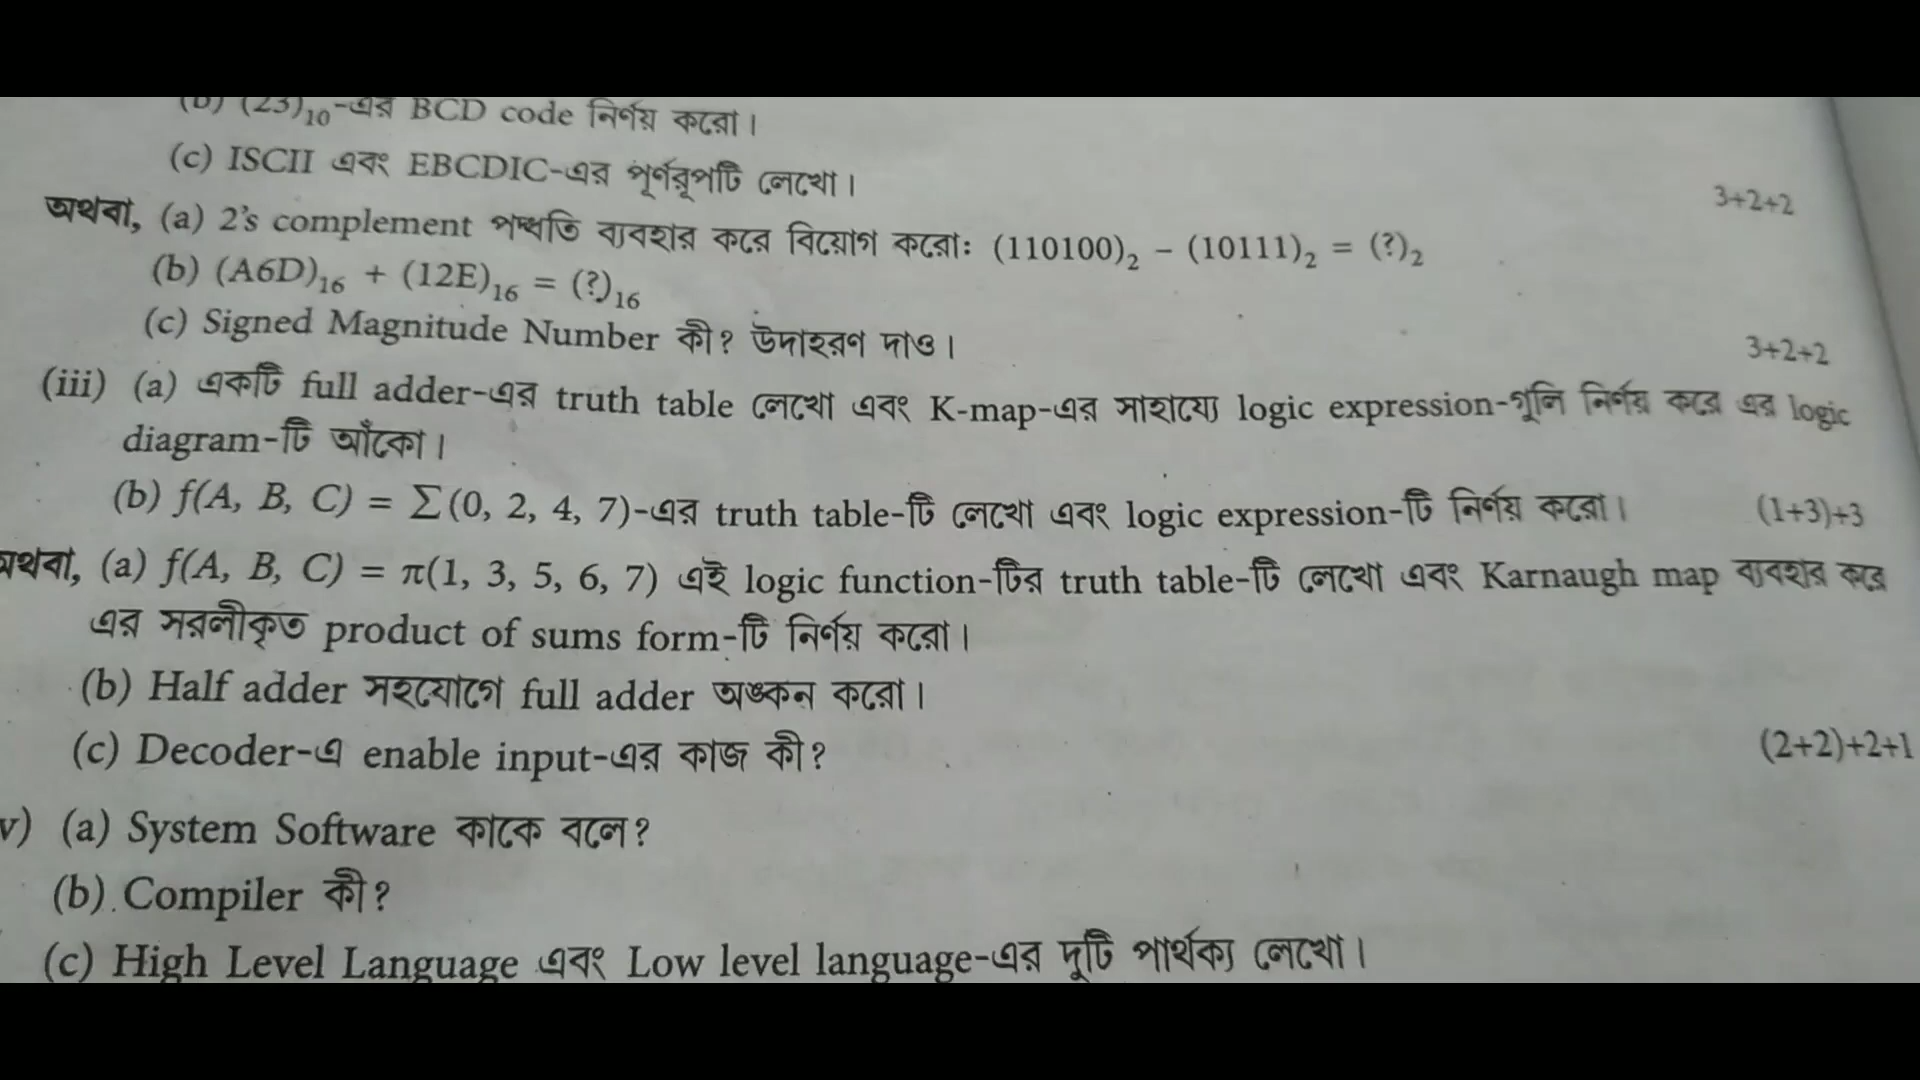 (b) (23)₁₀-এর BCD code নির্ণয় করো।
(c) ISCII এবং EBCDIC-এর পূর্ণরূপটি লেখো।
3+2+2
অথবা, (a) 2's complement পদ্ধতি ব্যবহার করে বিয়োগ করো: (110100)₂ – (10111)₂ = (?)₂
(b) (A6D)₁₆ + (12E)₁₆ = (?)₁₆
(c) Signed Magnitude Number কী? উদাহরণ দাও।
3+2+2
(iii) (a) একটি full adder-এর truth table লেখো এবং K-map-এর সাহায্যে logic expression-গুলি নির্ণয় করে এর logic
diagram-টি আঁকো।
(b) f(A, B, C) = ∑(0, 2, 4, 7)-এর truth table-টি লেখো এবং logic expression-টি নির্ণয় করো। (1+3)+3
অথবা, (a) f(A, B, C) = π(1, 3, 5, 6, 7) এই logic function-টির truth table-টি লেখো এবং Karnaugh map ব্যবহার করে
এর সরলীকৃত product of sums form-টি নির্ণয় করো।
(b) Half adder সহযোগে full adder অঙ্কন করো।
(c) Decoder-এ enable input-এর কাজ কী? (2+2)+2+1
v) (a) System Software কাকে বলে?
(b) Compiler কী?
(c) High Level Language এবং Low level language-এর দুটি পার্থক্য লেখো।